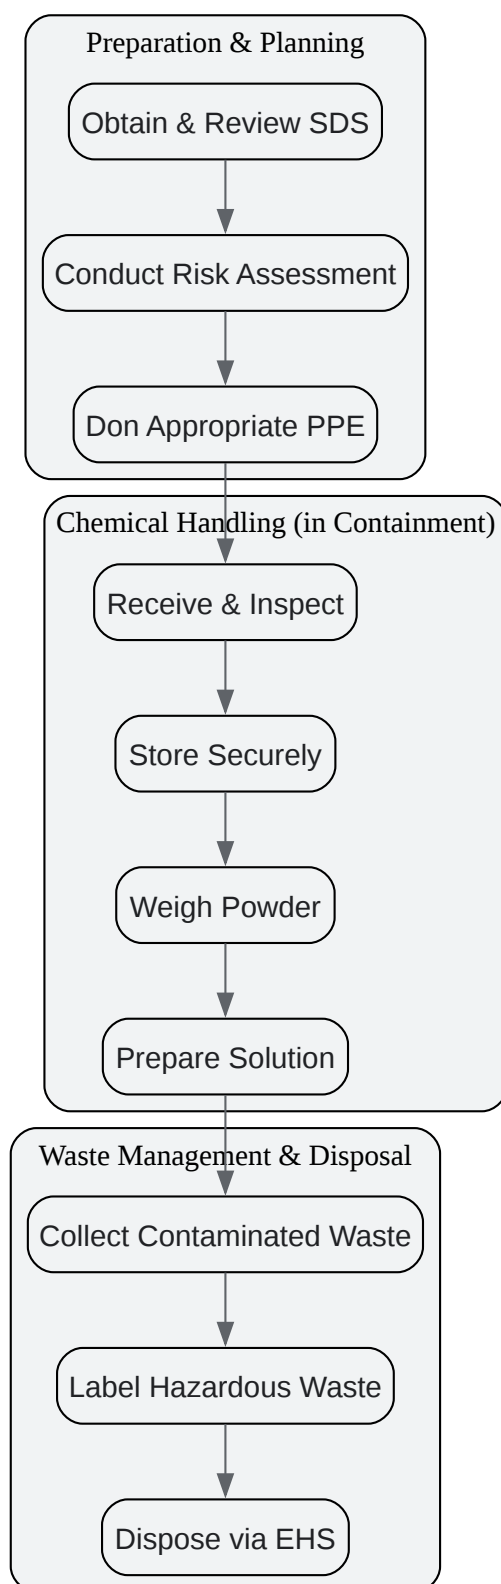 Preparation & Planning
Obtain & Review SDS
Conduct Risk Assessment
Don Appropriate PPE
Chemical Handling (in Containment)
Receive & Inspect
Store Securely
Weigh Powder
Prepare Solution
Waste Management & Disposal
Collect Contaminated Waste
Label Hazardous Waste
Dispose via EHS